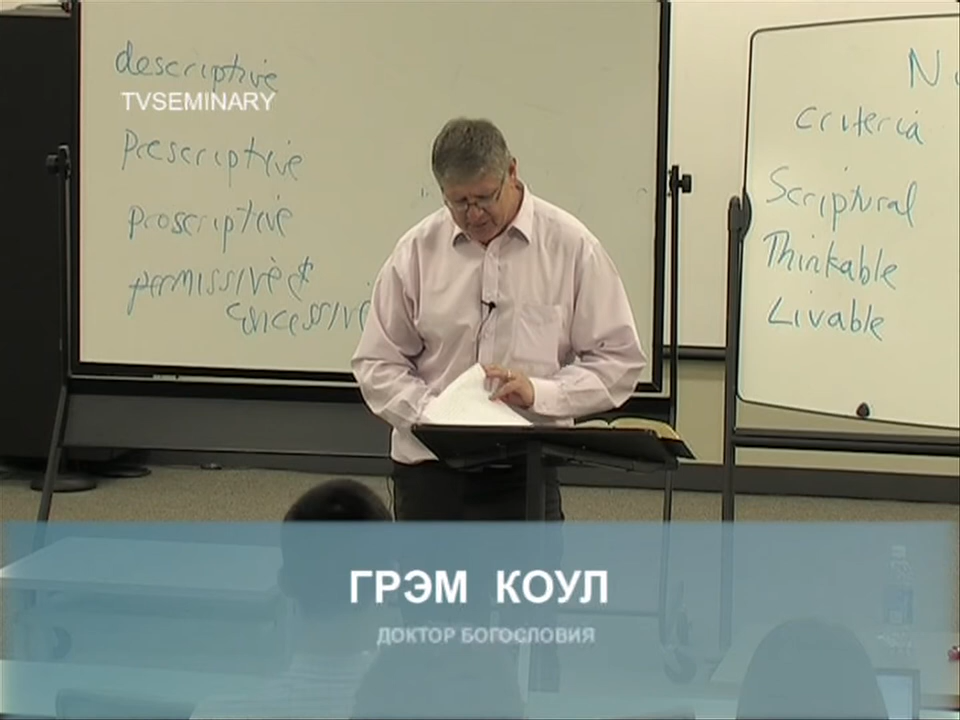 descriptive
TVSEMINARY
Prescriptive
proscriptive
permissive &
concessive
criteria
Scriptural
Thinkable
Livable
ГРЭМ КОУЛ
ДОКТОР БОГОСЛОВИЯ